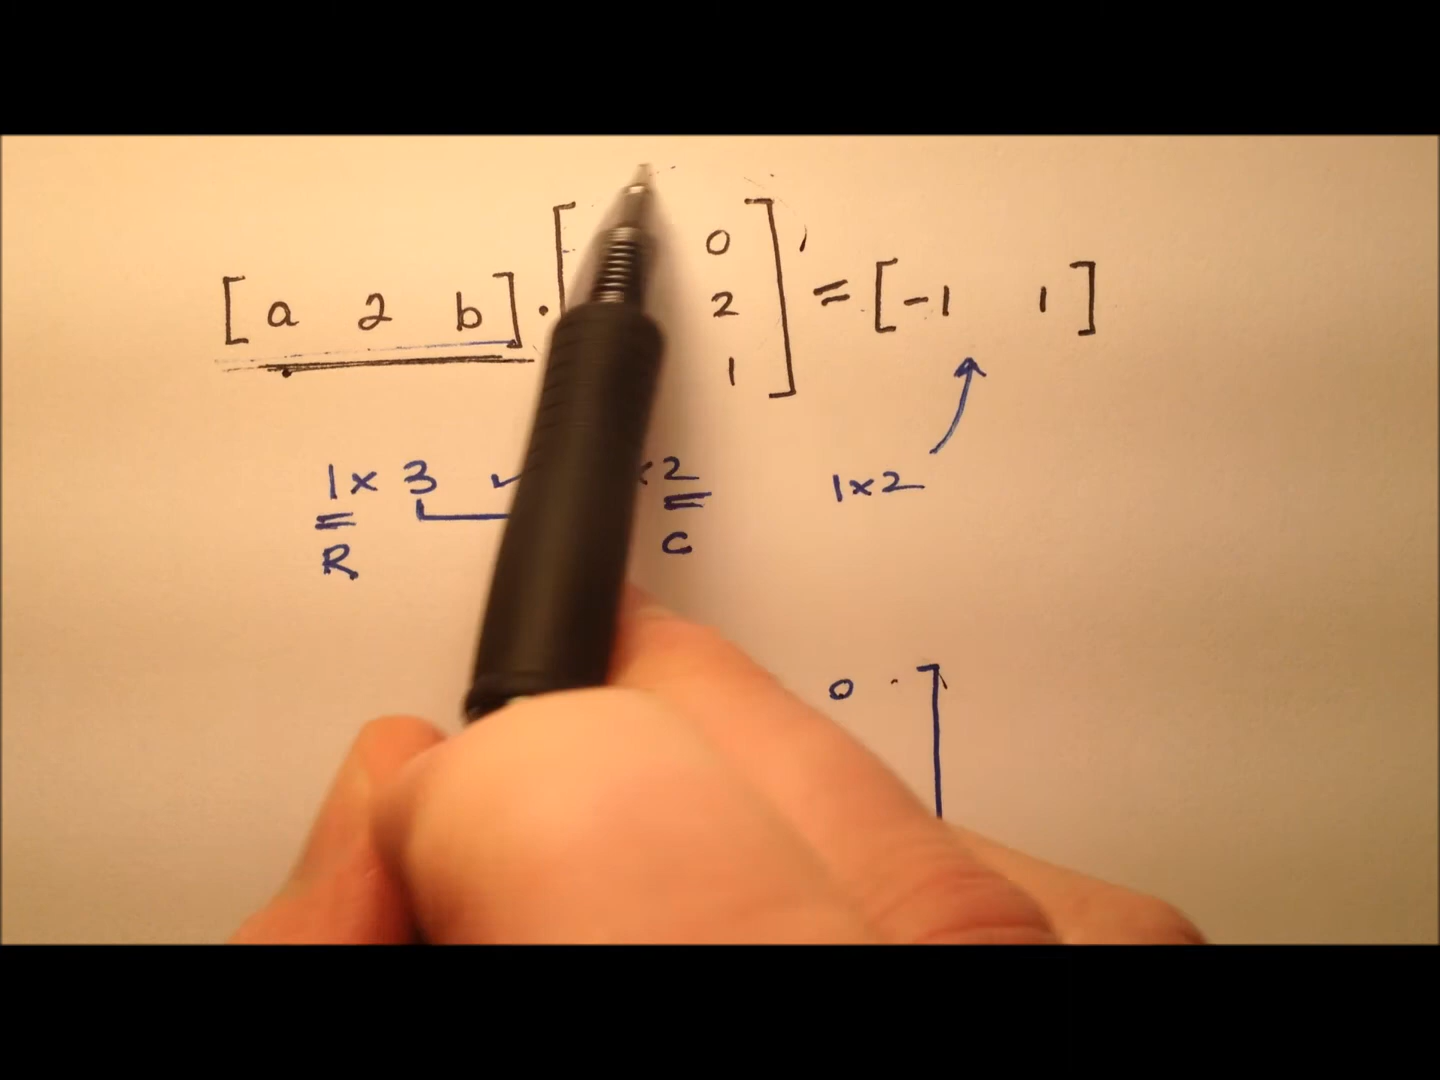 [ a 2 b ] · [ 0
2
1 ] = [ -1 1 ]
1 x 3 ✓ x 2 1 x 2
R C
0 ]